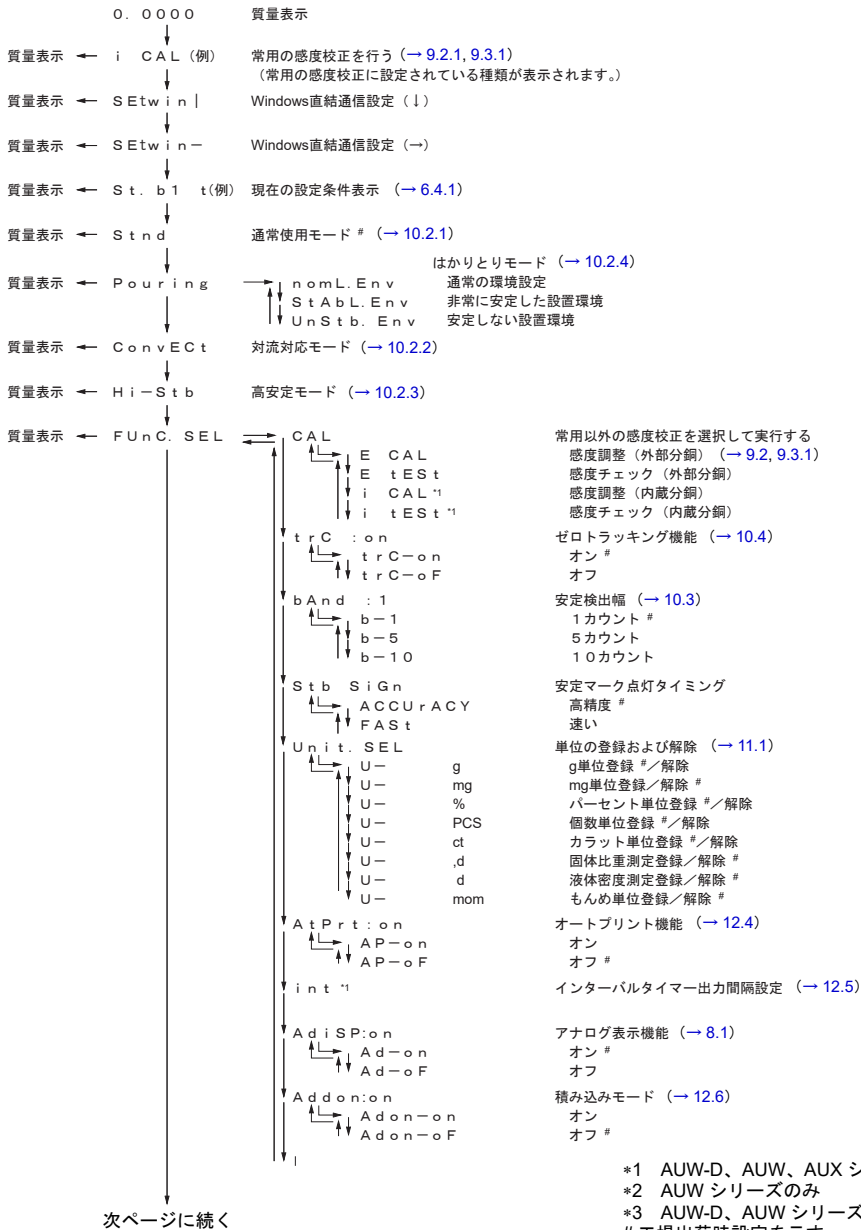 0. 0000 質量表示
質量表示 i CAL (例) 常用の感度校正を行う (→ 9.2.1, 9.3.1)
(常用の感度校正に設定されている種類が表示されます。)
質量表示 SEtwin| Windows直結通信設定 (↓)
質量表示 SEtwin− Windows直結通信設定 (→)
質量表示 St. b1 t(例) 現在の設定条件表示 (→ 6.4.1)
質量表示 Stnd 通常使用モード # (→ 10.2.1)
はかりとりモード (→ 10.2.4)
質量表示 Pouring nomL. Env 通常の環境設定
StAbL. Env 非常に安定した設置環境
UnStb. Env 安定しない設置環境
質量表示 ConvECt 対流対応モード (→ 10.2.2)
質量表示 Hi−Stb 高安定モード (→ 10.2.3)
質量表示 FUnC. SEL CAL 常用以外の感度校正を選択して実行する
E CAL 感度調整 (外部分銅) (→ 9.2, 9.3.1)
E tESt 感度チェック (外部分銅)
i CAL *1 感度調整 (内蔵分銅)
i tESt *1 感度チェック (内蔵分銅)
trC :on ゼロトラッキング機能 (→ 10.4)
trC−on オン #
trC−oF オフ
bAnd :1 安定検出幅 (→ 10.3)
b−1 1カウント #
b−5 5カウント
b−10 10カウント
Stb SiGn 安定マーク点灯タイミング
ACCUrACY 高精度 #
FASt 速い
Unit. SEL 単位の登録および解除 (→ 11.1)
U− g g単位登録 #/解除
U− mg mg単位登録/解除 #
U− % パーセント単位登録 #/解除
U− PCS 個数単位登録 #/解除
U− ct カラット単位登録 #/解除
U− ,d 固体比重測定登録/解除 #
U− d 液体密度測定登録/解除 #
U− mom もんめ単位登録/解除 #
AtPrt:on オートプリント機能 (→ 12.4)
AP−on オン
AP−oF オフ #
int *1 インターバルタイマー出力間隔設定 (→ 12.5)
AdiSP:on アナログ表示機能 (→ 8.1)
Ad−on オン #
Ad−oF オフ
Addon:on 積み込みモード (→ 12.6)
Adon−on オン
Adon−oF オフ #
*1 AUW-D、AUW、AUX シ
*2 AUW シリーズのみ
*3 AUW-D、AUW シリーズ
次ページに続く